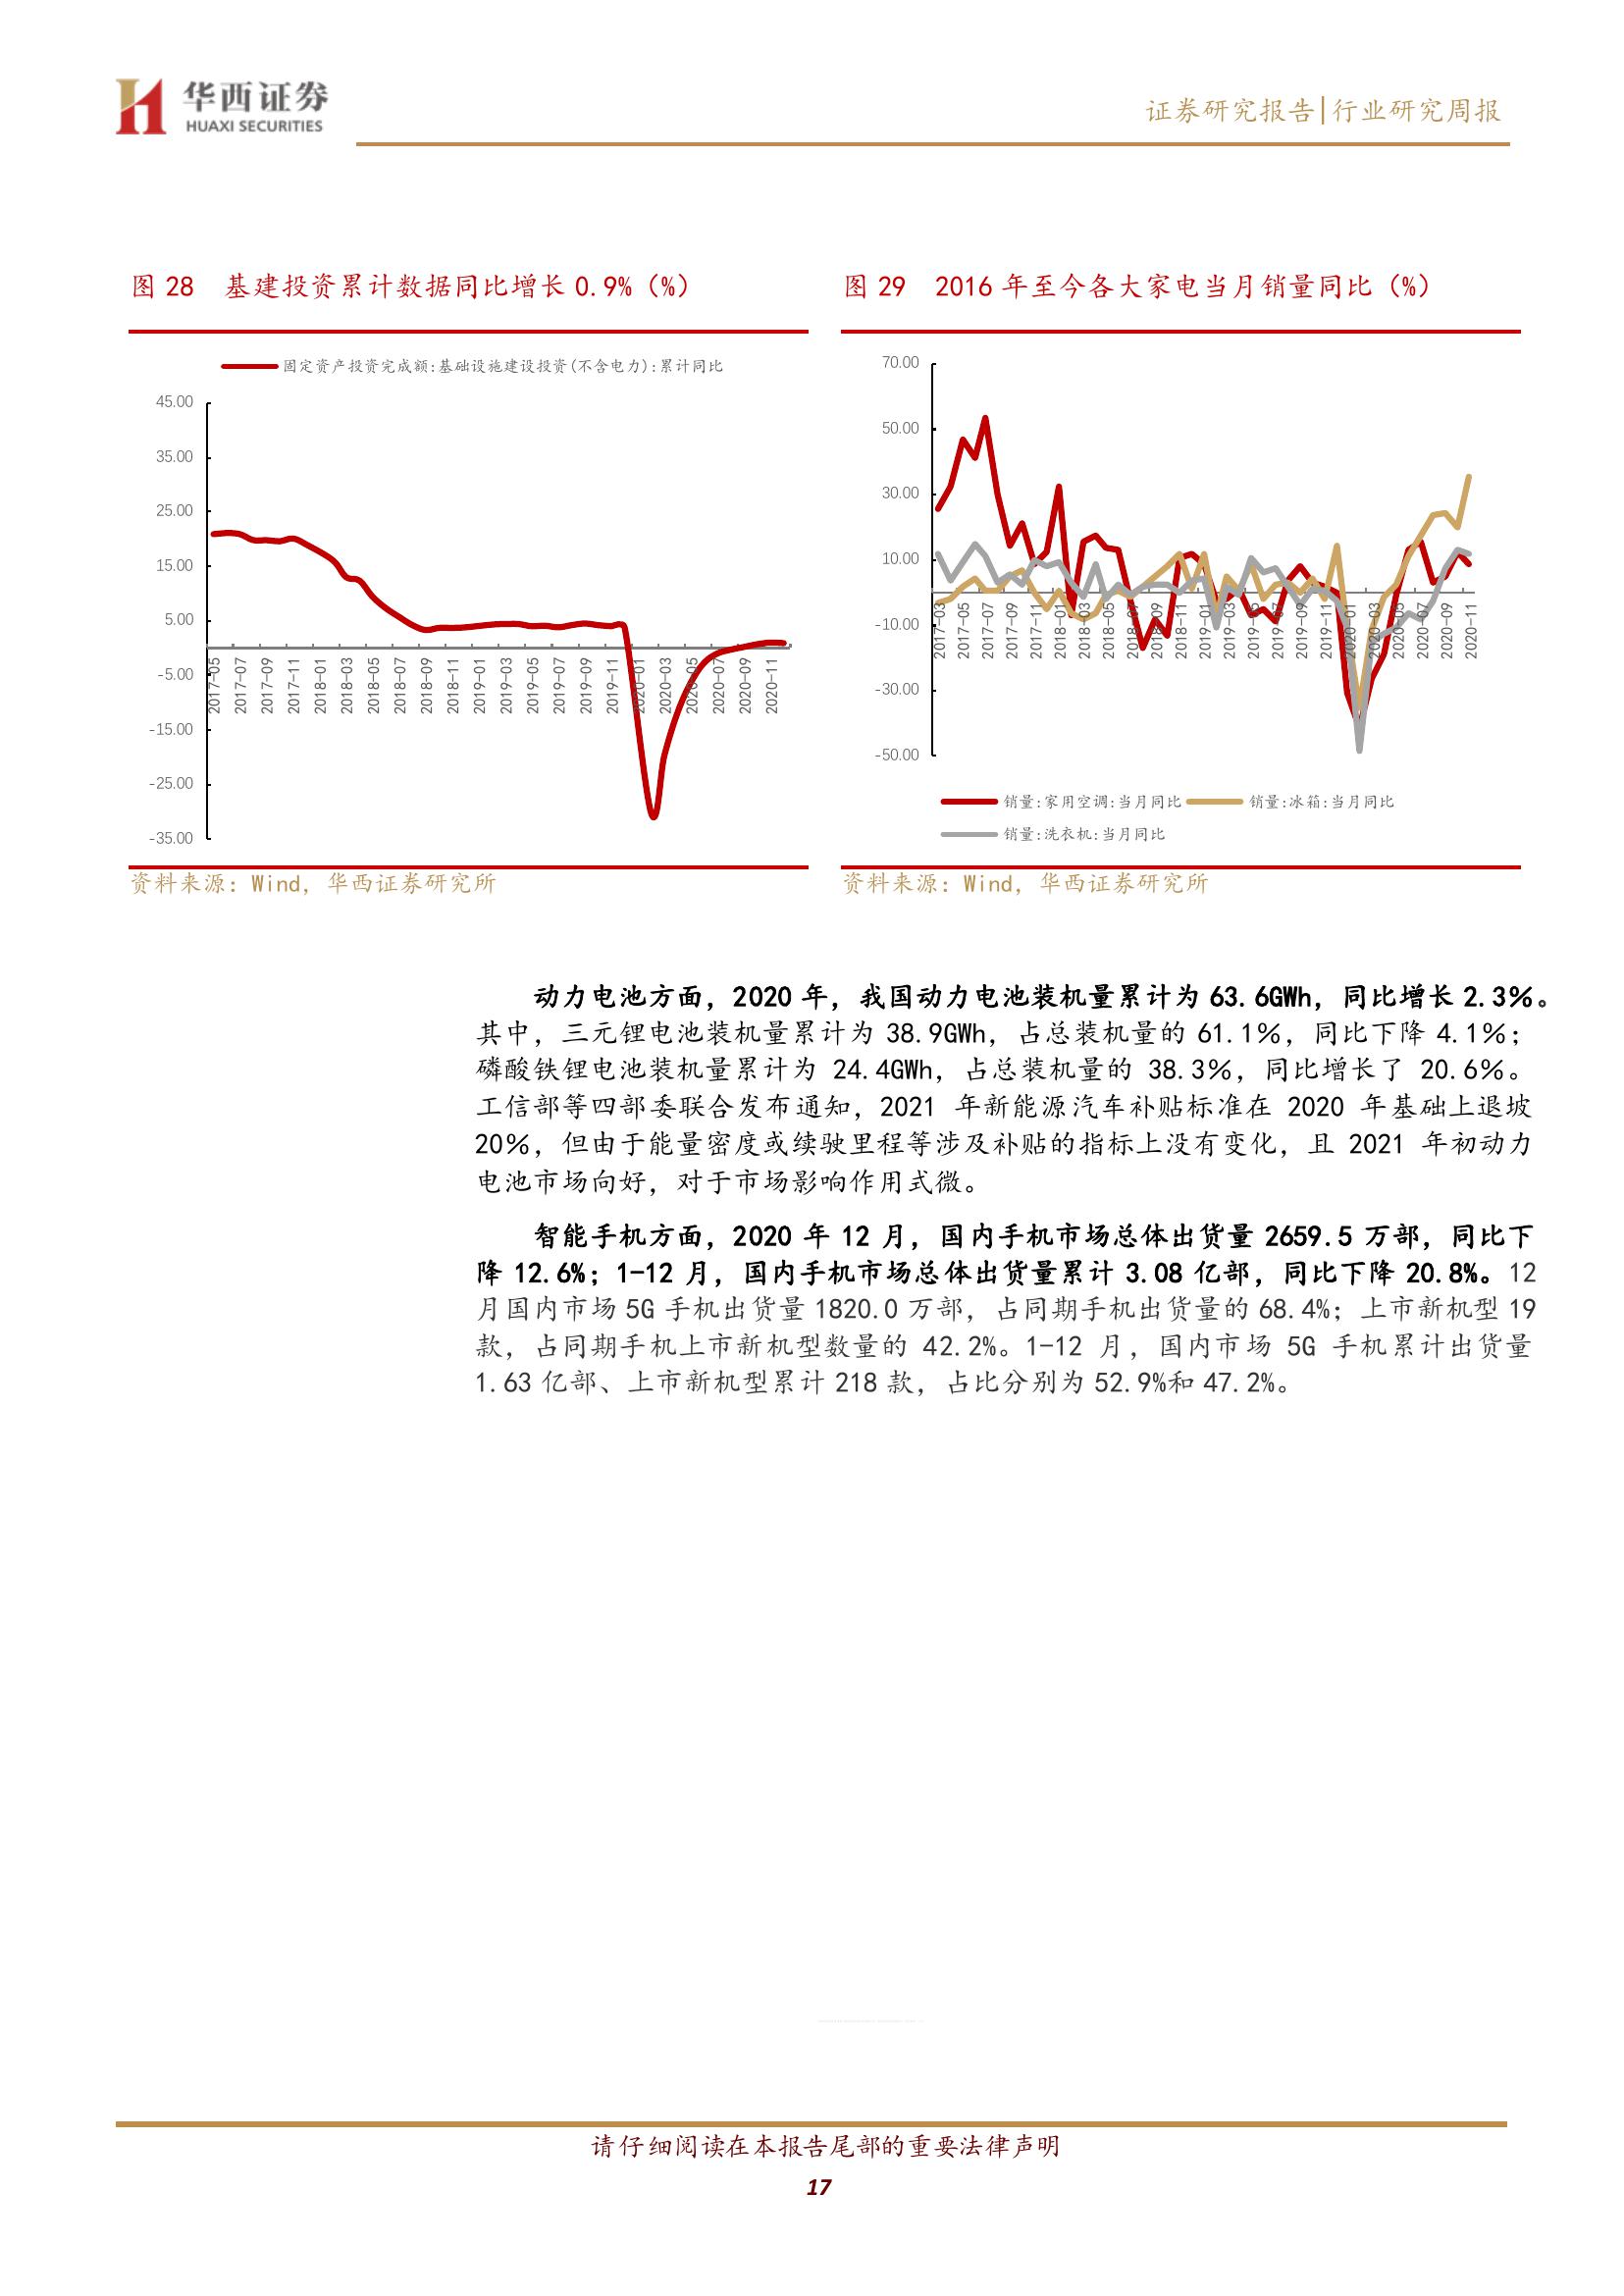 华西证券
HUAXI SECURITIES
证券研究报告|行业研究周报
图 28 基建投资累计数据同比增长 0.9%（%）
固定资产投资完成额:基础设施建设投资(不含电力):累计同比
45.00
35.00
25.00
15.00
5.00
-5.00
-15.00
-25.00
-35.00
2017-05
2017-07
2017-09
2017-11
2018-01
2018-03
2018-05
2018-07
2018-09
2018-11
2019-01
2019-03
2019-05
2019-07
2019-09
2019-11
2020-01
2020-03
2020-05
2020-07
2020-09
2020-11
资料来源：Wind，华西证券研究所
图 29 2016 年至今各大家电当月销量同比（%）
70.00
50.00
30.00
10.00
-10.00
-30.00
-50.00
2017-03
2017-05
2017-07
2017-09
2017-11
2018-01
2018-03
2018-05
2018-07
2018-09
2018-11
2019-01
2019-03
2019-05
2019-07
2019-09
2019-11
2020-01
2020-03
2020-05
2020-07
2020-09
2020-11
销量:家用空调:当月同比
销量:冰箱:当月同比
销量:洗衣机:当月同比
资料来源：Wind，华西证券研究所
动力电池方面，2020 年，我国动力电池装机量累计为 63.6GWh，同比增长 2.3%。
其中，三元锂电池装机量累计为 38.9GWh，占总装机量的 61.1%，同比下降 4.1%；
磷酸铁锂电池装机量累计为 24.4GWh，占总装机量的 38.3%，同比增长了 20.6%。
工信部等四部委联合发布通知，2021 年新能源汽车补贴标准在 2020 年基础上退坡
20%，但由于能量密度或续驶里程等涉及补贴的指标上没有变化，且 2021 年初动力
电池市场向好，对于市场影响作用式微。
智能手机方面，2020 年 12 月，国内手机市场总体出货量 2659.5 万部，同比下
降 12.6%；1-12 月，国内手机市场总体出货量累计 3.08 亿部，同比下降 20.8%。12
月国内市场 5G 手机出货量 1820.0 万部，占同期手机出货量的 68.4%；上市新机型 19
款，占同期手机上市新机型数量的 42.2%。1-12 月，国内市场 5G 手机累计出货量
1.63 亿部、上市新机型累计 218 款，占比分别为 52.9%和 47.2%。
请仔细阅读在本报告尾部的重要法律声明
17